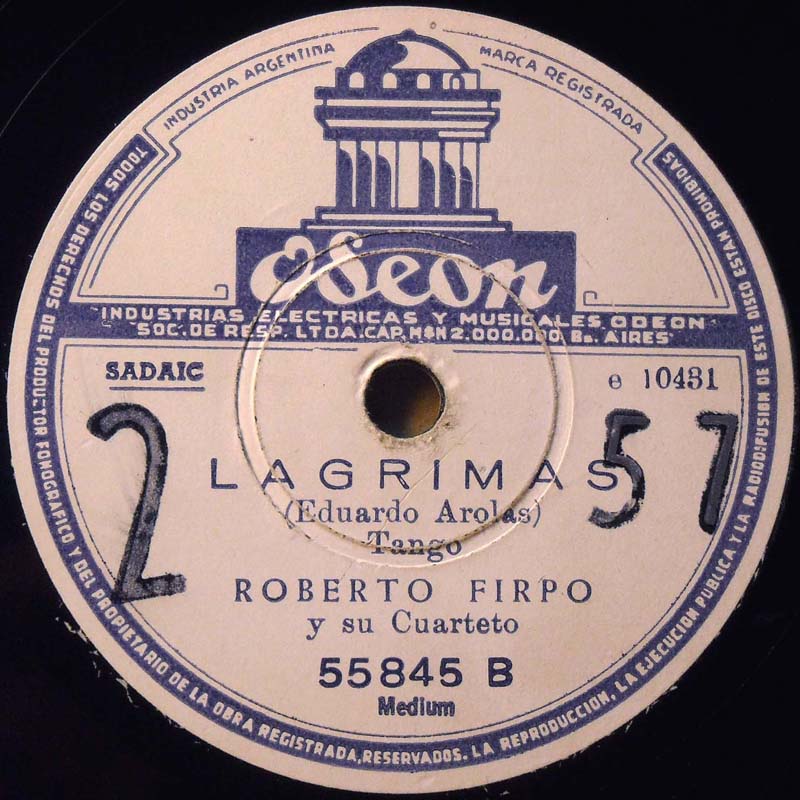 INDUSTRIA ARGENTINA
MARCA REGISTRADA
Odeon
INDUSTRIAS ELECTRICAS Y MUSICALES ODEON
SOC. DE RESP. LTDA. CAP. M$N 2.000.000 Bs. AIRES
SADAIC
e 10431
2
57
LAGRIMAS
(Eduardo Arolas)
Tango
ROBERTO FIRPO
y su Cuarteto
55845 B
Medium
TODOS LOS DERECHOS DEL PRODUCTOR FONOGRAFICO Y DEL PROPIETARIO DE LA OBRA REGISTRADA, RESERVADOS. LA REPRODUCCION, LA EJECUCION PUBLICA Y LA RADIODIFUSION DE ESTE DISCO ESTAN PROHIBIDAS